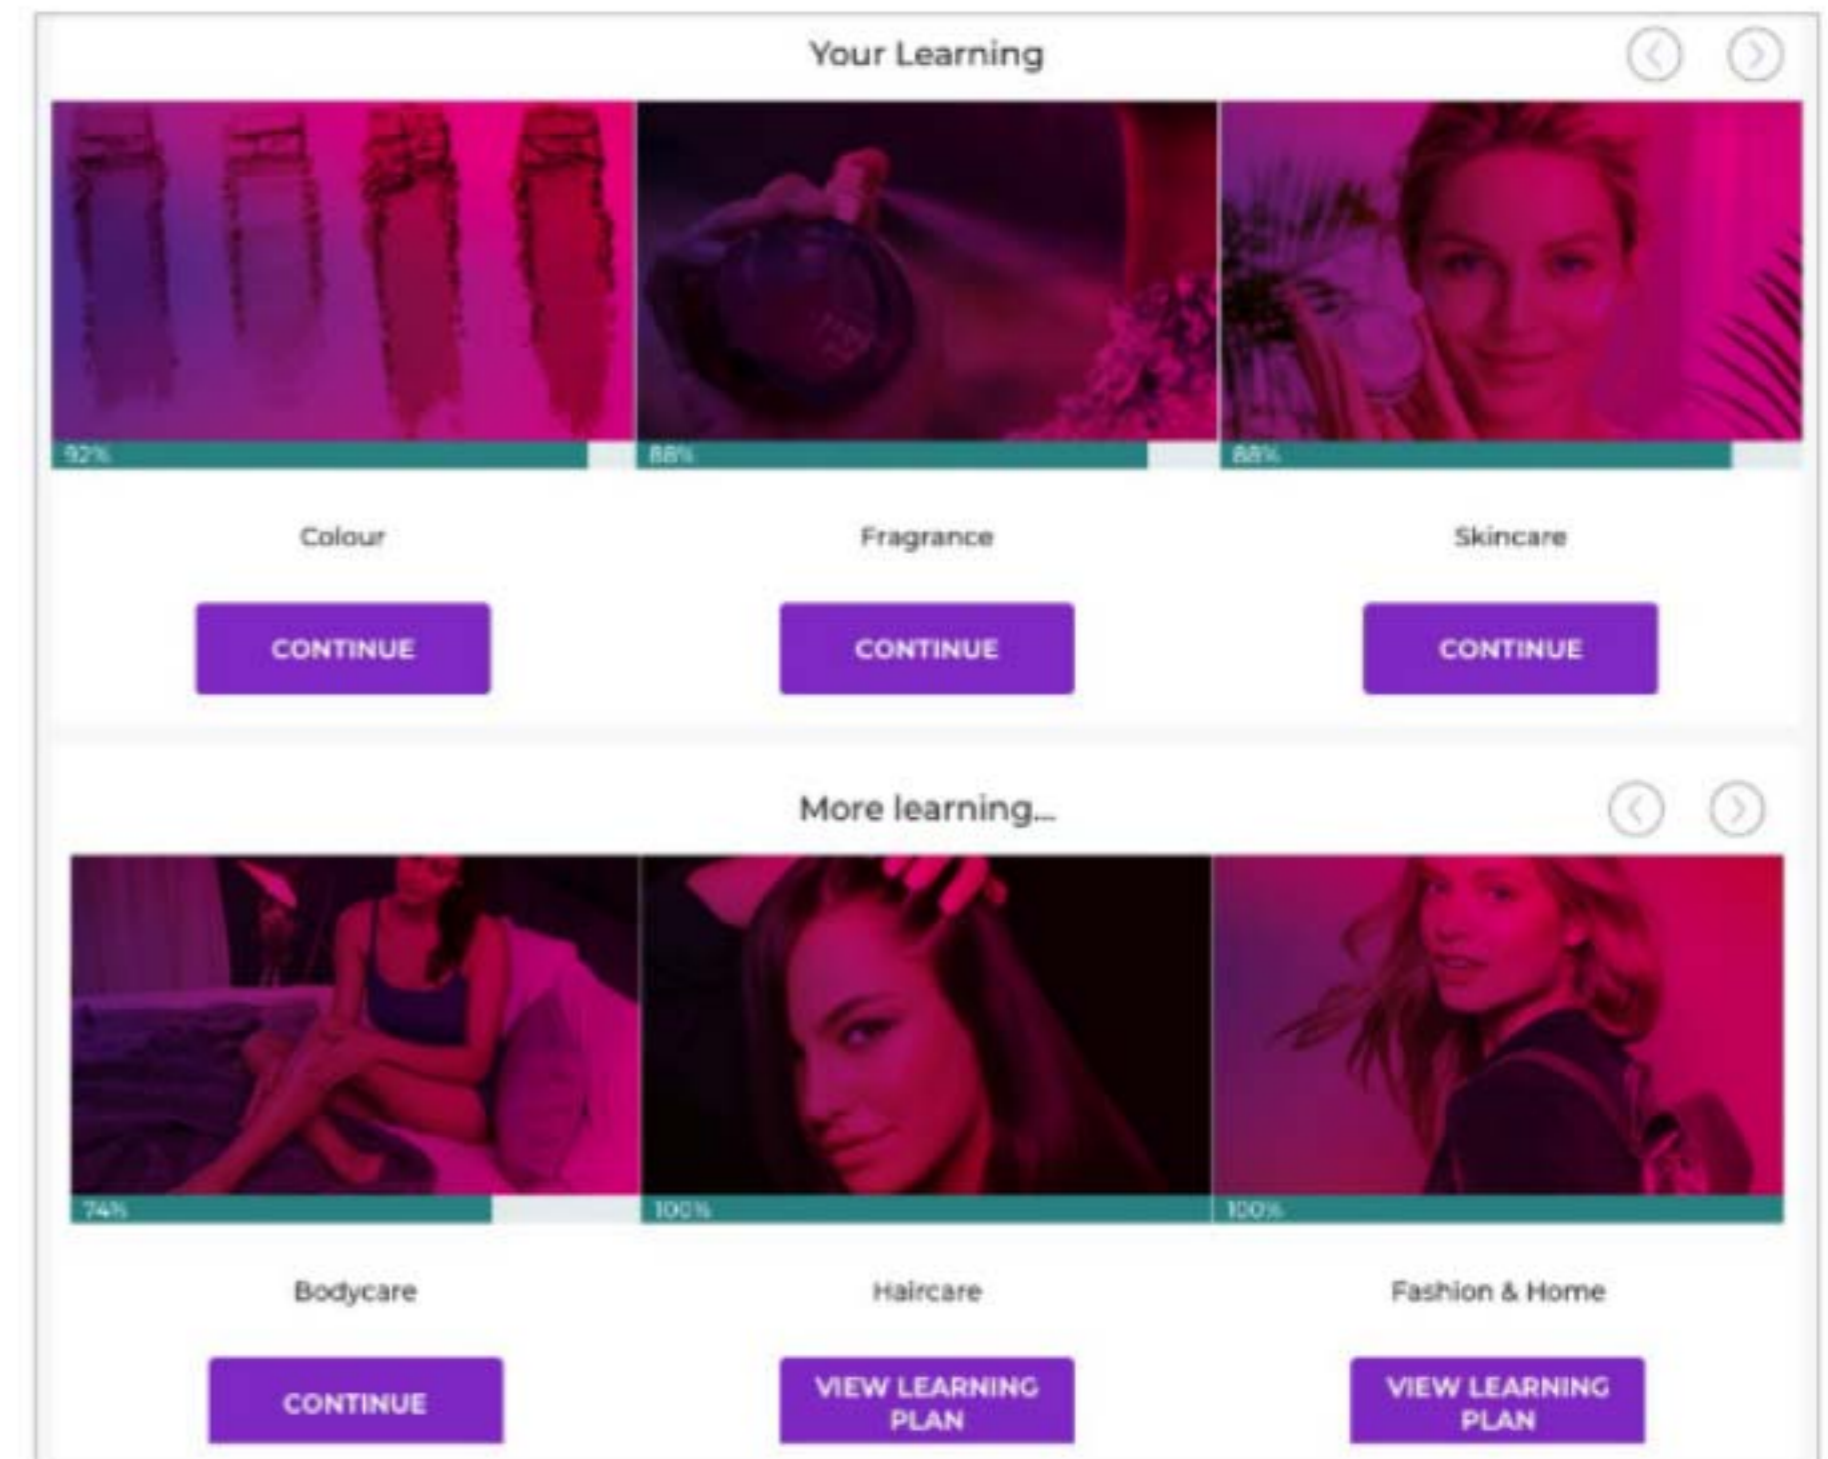 Your Learning
92%
88%
88%
Colour
Fragrance
Skincare
CONTINUE
CONTINUE
CONTINUE
More learning...
74%
100%
100%
Bodycare
Haircare
Fashion & Home
CONTINUE
VIEW LEARNING
PLAN
VIEW LEARNING
PLAN